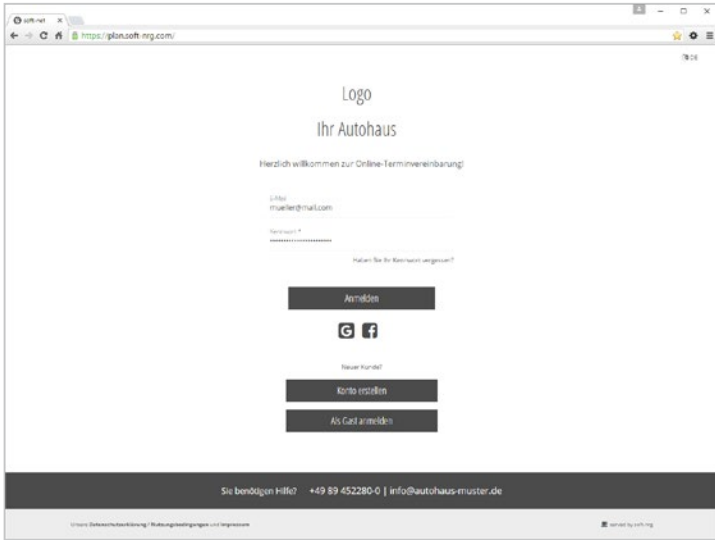 soft-net
https://plan.soft-nrg.com/
DE
Logo
Ihr Autohaus
Herzlich willkommen zur Online-Terminvereinbarung!
E-Mail
mueller@mail.com
Kennwort *
Haben Sie Ihr Kennwort vergessen?
Anmelden
Neuer Kunde?
Konto erstellen
Als Gast anmelden
Sie benötigen Hilfe? +49 89 452280-0 | info@autohaus-muster.de
Unsere Datenschutzerklärung / Nutzungsbedingungen und Impressum
served by soft-nrg